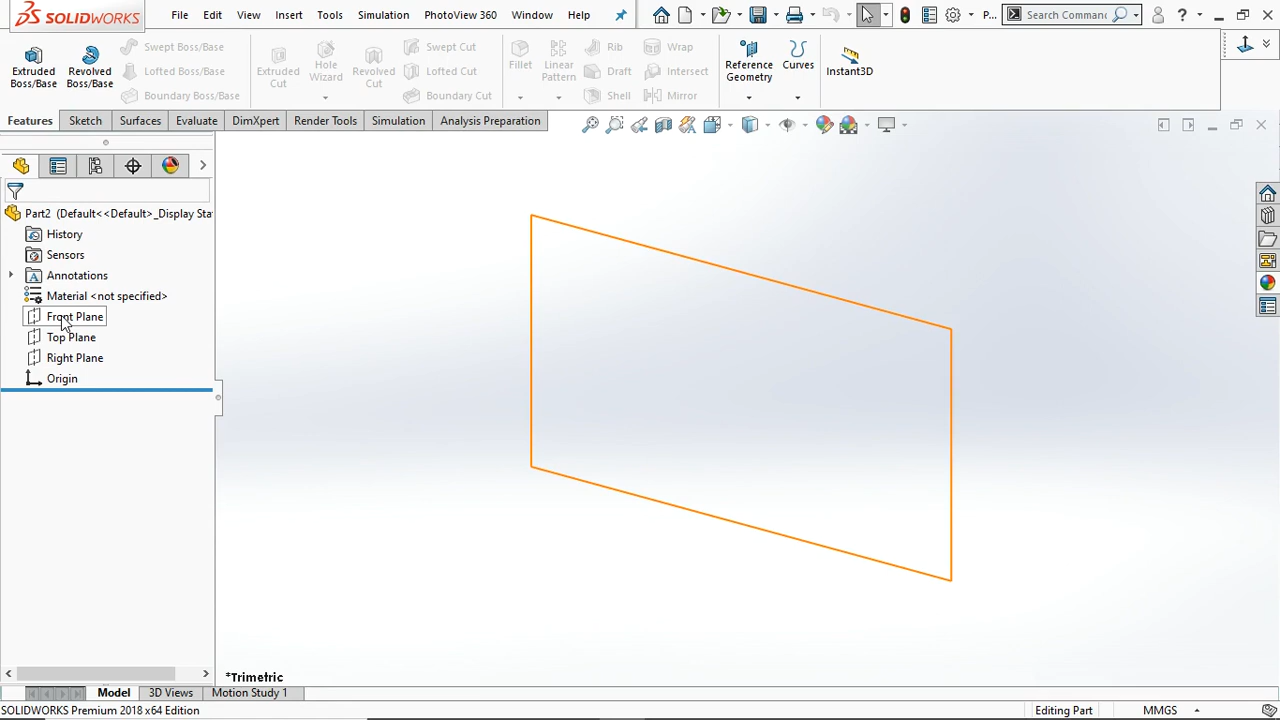 SOLIDWORKS
File Edit View Insert Tools Simulation PhotoView 360 Window Help
P... Search Commanc
Extruded Boss/Base
Revolved Boss/Base
Swept Boss/Base
Lofted Boss/Base
Boundary Boss/Base
Extruded Cut
Hole Wizard
Revolved Cut
Swept Cut
Lofted Cut
Boundary Cut
Fillet
Linear Pattern
Rib
Draft
Shell
Wrap
Intersect
Mirror
Reference Geometry
Curves
Instant3D
Features Sketch Surfaces Evaluate DimXpert Render Tools Simulation Analysis Preparation
Part2 (Default<<Default>_Display Sta
History
Sensors
Annotations
Material <not specified>
Front Plane
Top Plane
Right Plane
Origin
*Trimetric
Model 3D Views Motion Study 1
SOLIDWORKS Premium 2018 x64 Edition Editing Part MMGS